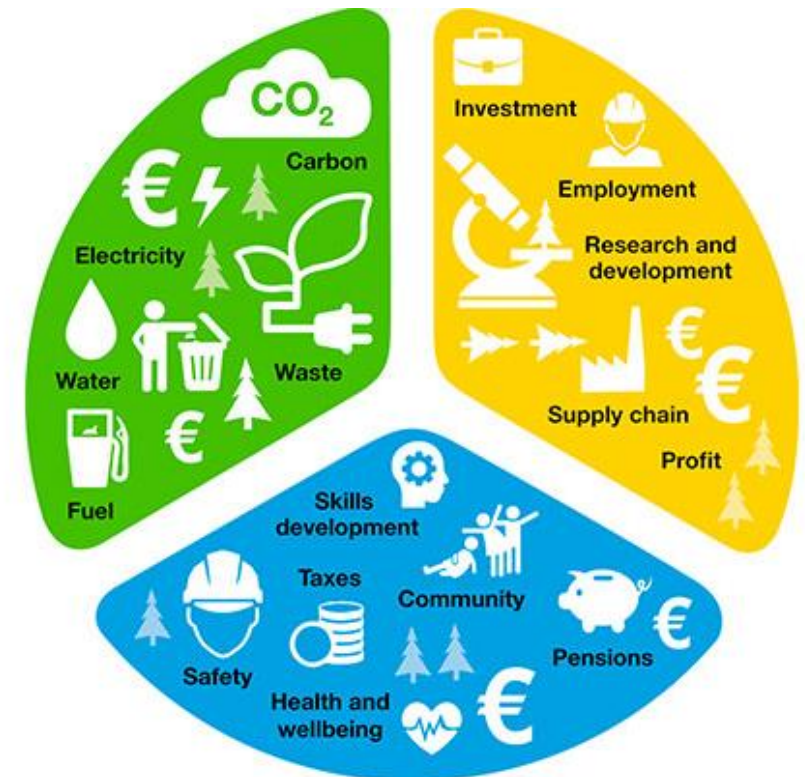 CO₂
Carbon
€
Electricity
Water
Waste
€
Fuel
Investment
Employment
Research and
development
€
€
Supply chain
Profit
Skills
development
Taxes
Community
€
Pensions
Safety
Health and
wellbeing
€